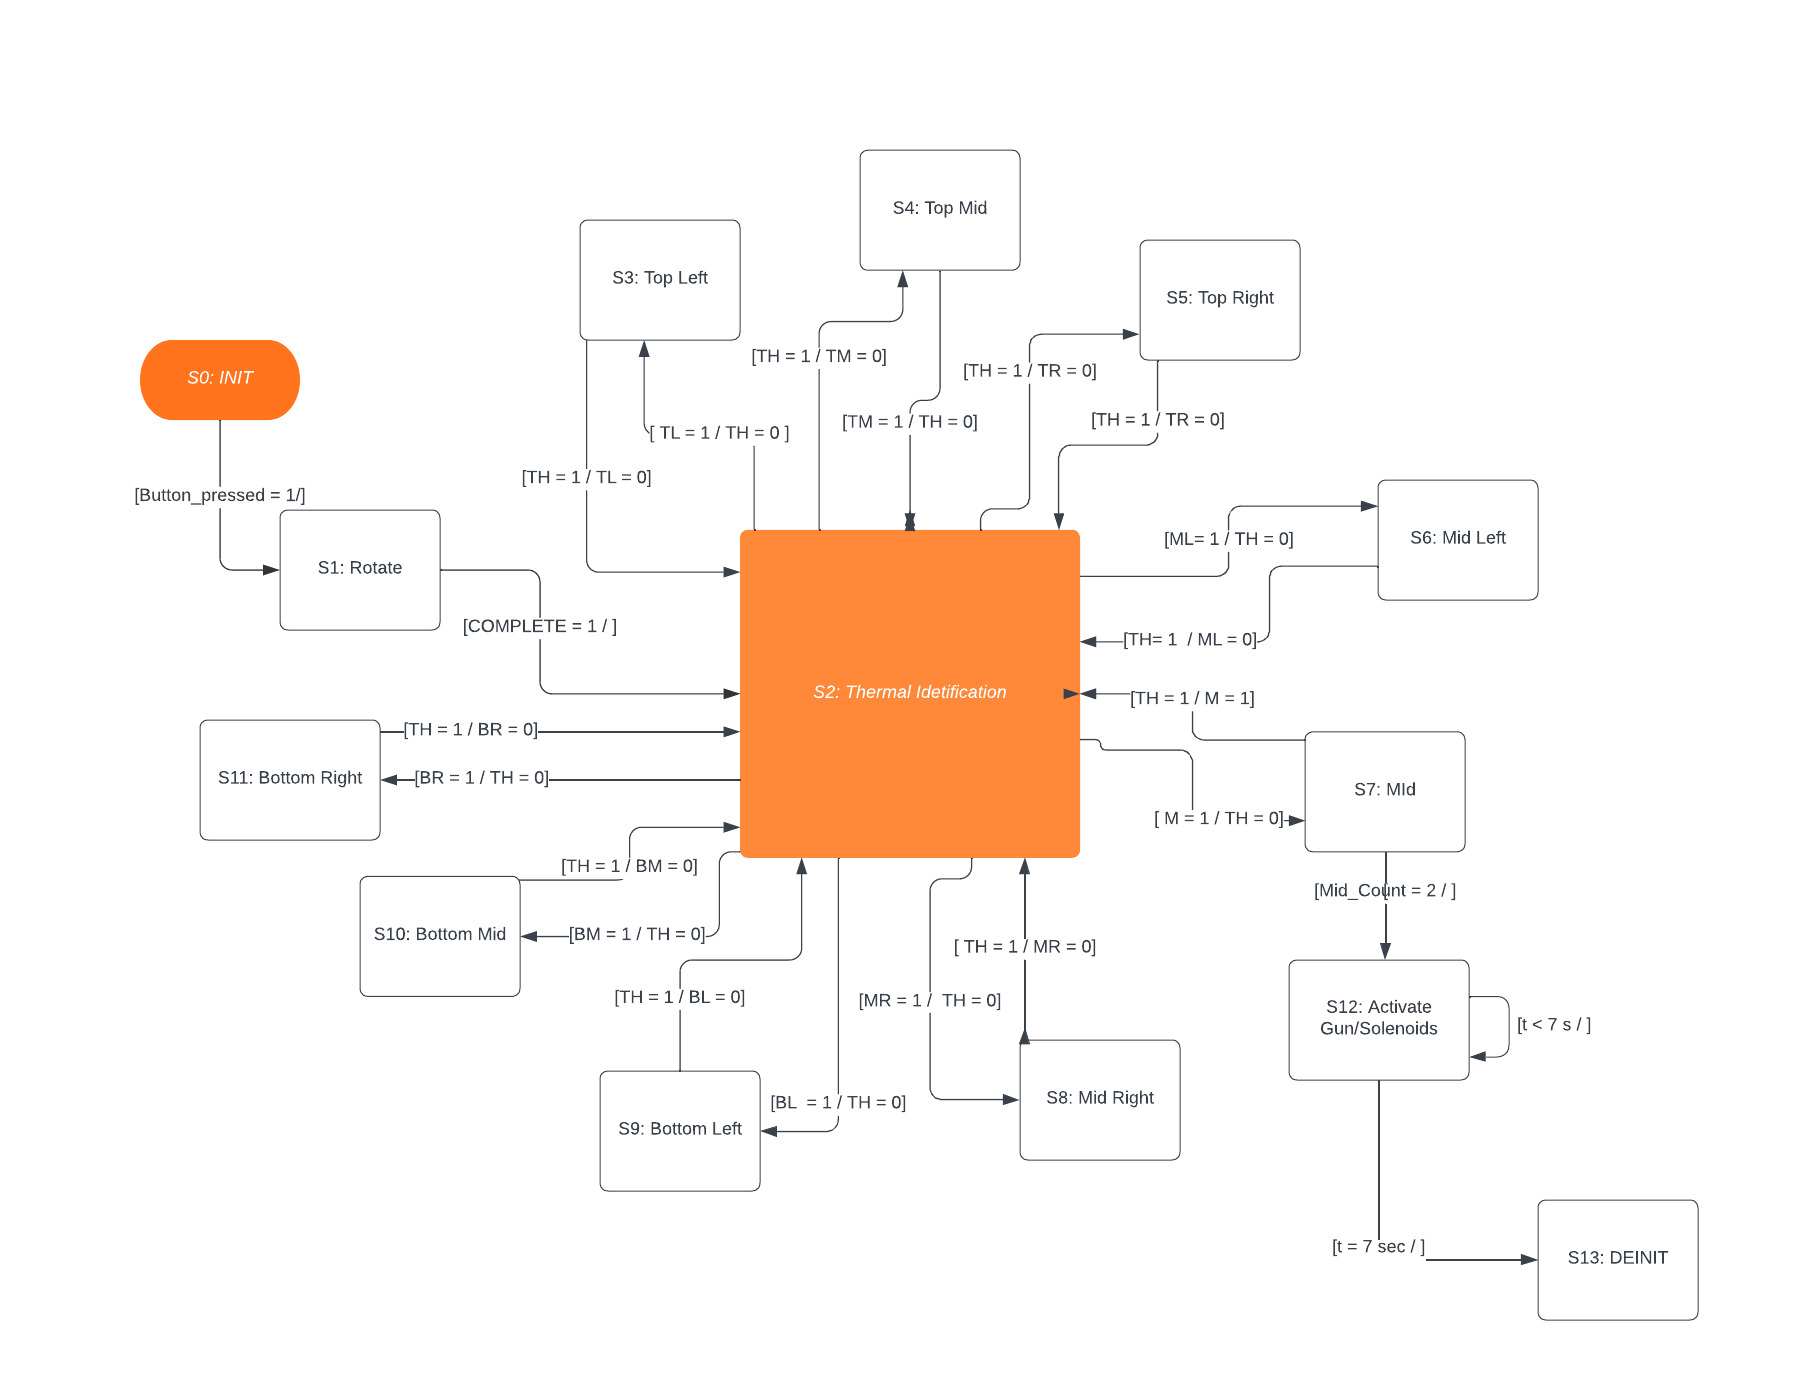 S4: Top Mid
S3: Top Left
S5: Top Right
[TH = 1 / TM = 0]
[TH = 1 / TR = 0]
S0: INIT
[TM = 1 / TH = 0]
[TH = 1 / TR = 0]
[ TL = 1 / TH = 0 ]
[TH = 1 / TL = 0]
[Button_pressed = 1/]
[ML= 1 / TH = 0]
S6: Mid Left
S1: Rotate
[COMPLETE = 1 / ]
[TH= 1  / ML = 0]
S2: Thermal Idetification
[TH = 1 / M = 1]
[TH = 1 / BR = 0]
S11: Bottom Right
[BR = 1 / TH = 0]
S7: MId
[ M = 1 / TH = 0]
[TH = 1 / BM = 0]
[Mid_Count = 2 / ]
S10: Bottom Mid
[BM = 1 / TH = 0]
[ TH = 1 / MR = 0]
[TH = 1 / BL = 0]
[MR = 1 /  TH = 0]
S12: Activate
Gun/Solenoids
[t < 7 s / ]
S8: Mid Right
[BL  = 1 / TH = 0]
S9: Bottom Left
[t = 7 sec / ]
S13: DEINIT